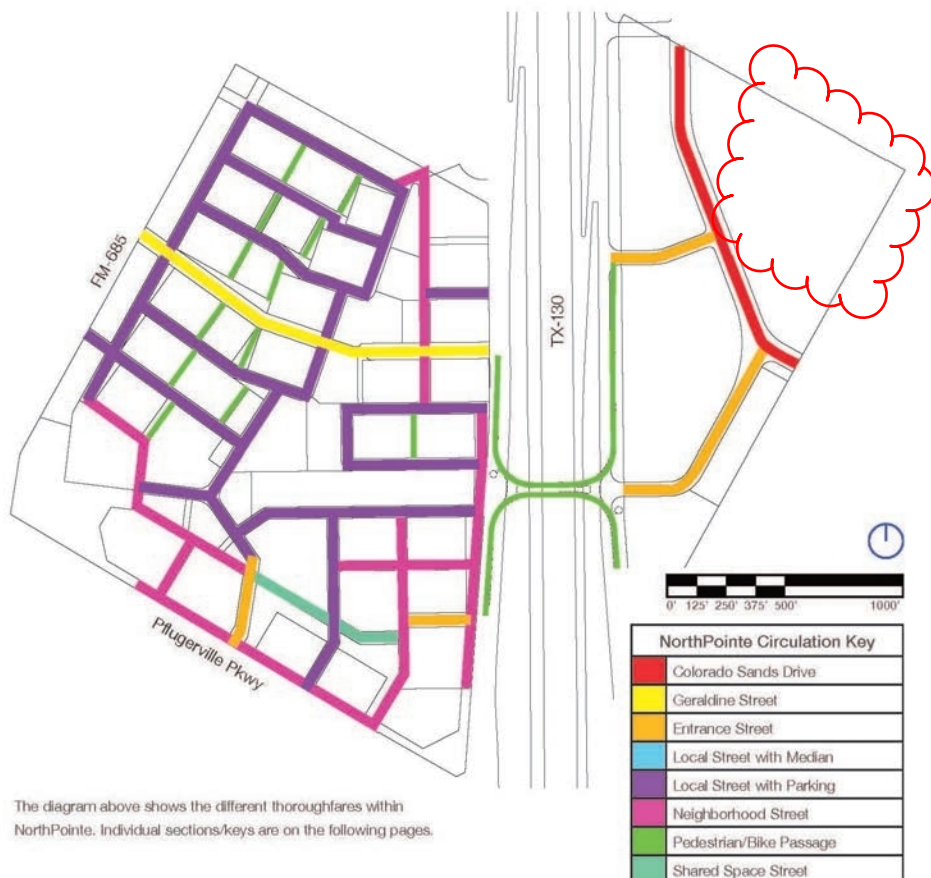 FM-685
TX-130
Pflugerville Pkwy
0' 125' 250' 375' 500' 1000'
NorthPointe Circulation Key
Colorado Sands Drive
Geraldine Street
Entrance Street
Local Street with Median
Local Street with Parking
Neighborhood Street
Pedestrian/Bike Passage
Shared Space Street
The diagram above shows the different thoroughfares within
NorthPointe. Individual sections/keys are on the following pages.